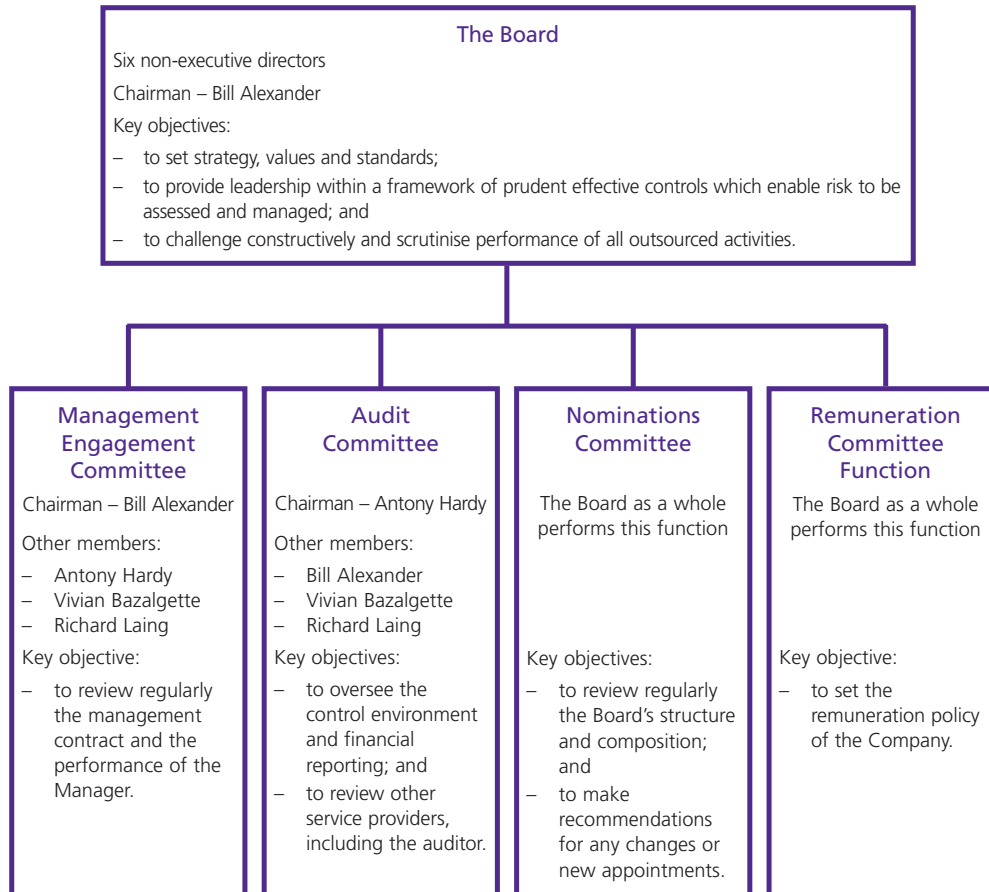 The Board
Six non-executive directors
Chairman – Bill Alexander
Key objectives:
– to set strategy, values and standards;
– to provide leadership within a framework of prudent effective controls which enable risk to be
assessed and managed; and
– to challenge constructively and scrutinise performance of all outsourced activities.
Management
Engagement
Committee
Chairman – Bill Alexander
Other members:
– Antony Hardy
– Vivian Bazalgette
– Richard Laing
Key objective:
– to review regularly
the management
contract and the
performance of the
Manager.
Audit
Committee
Chairman – Antony Hardy
Other members:
– Bill Alexander
– Vivian Bazalgette
– Richard Laing
Key objectives:
– to oversee the
control environment
and financial
reporting; and
– to review other
service providers,
including the auditor.
Nominations
Committee
The Board as a whole
performs this function
Key objectives:
– to review regularly
the Board’s structure
and composition;
and
– to make
recommendations
for any changes or
new appointments.
Remuneration
Committee
Function
The Board as a whole
performs this function
Key objective:
– to set the
remuneration policy
of the Company.